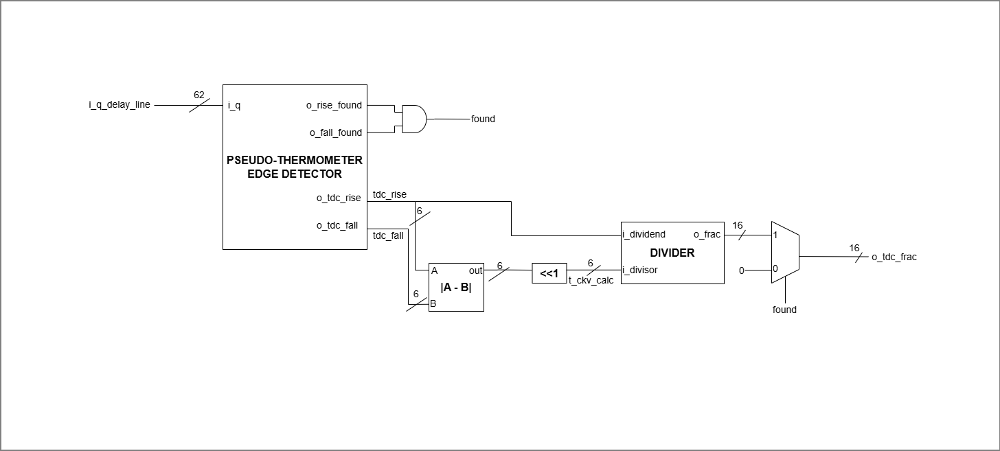 i_q_delay_line
62
i_q
o_rise_found
o_fall_found
found
PSEUDO-THERMOMETER
EDGE DETECTOR
o_tdc_rise
tdc_rise
6
o_tdc_fall
tdc_fall
6
A
out
|A - B|
B
6
<<1
6
t_ckv_calc
i_dividend
o_frac
DIVIDER
i_divisor
16
1
0
0
found
16
o_tdc_frac